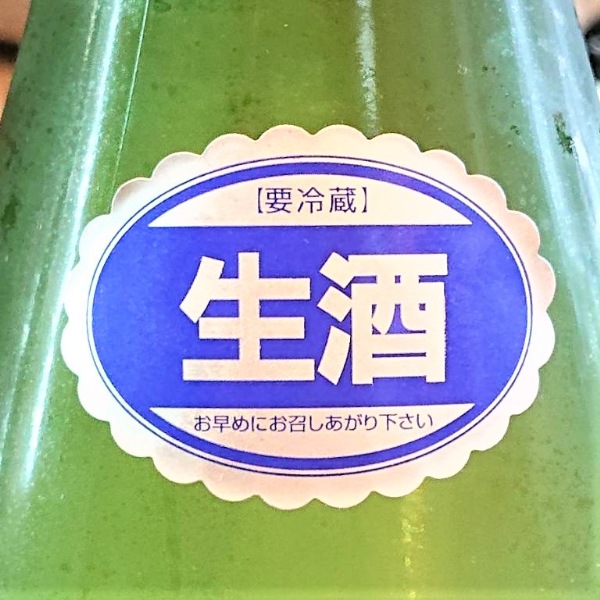 【要冷蔵】
生酒
お早めにお召しあがり下さい